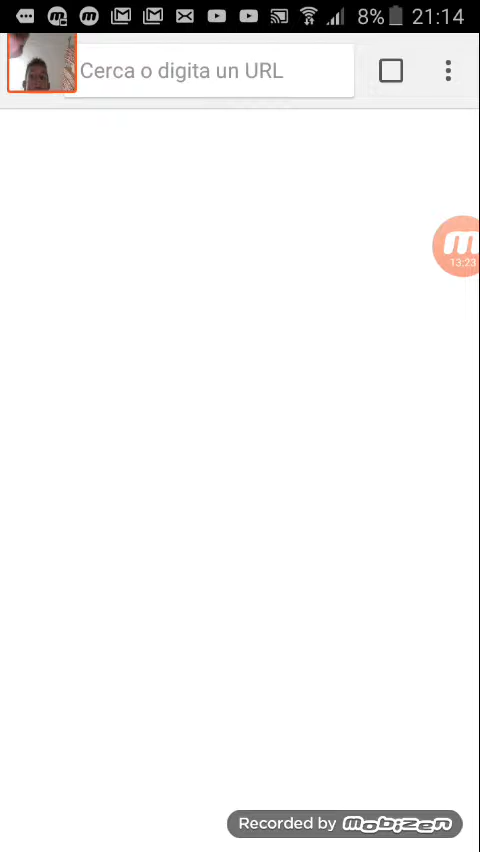 8% 21:14
Cerca o digita un URL
m
13:23
Recorded by mobizen